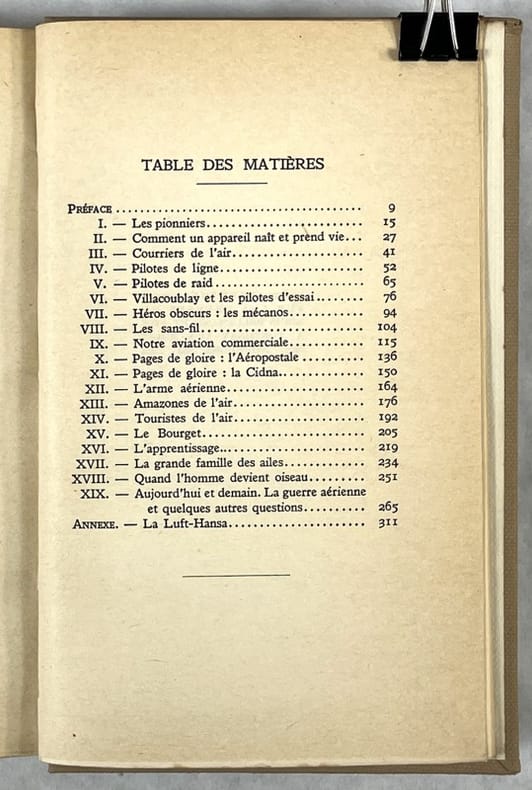 TABLE DES MATIÈRES
PRÉFACE ........................................ 9
I. — Les pionniers.......................... 15
II. — Comment un appareil naît et prend vie... 27
III. — Courriers de l'air...................... 41
IV. — Pilotes de ligne........................ 52
V. — Pilotes de raid ........................ 65
VI. — Villacoublay et les pilotes d'essai........ 76
VII. — Héros obscurs : les mécanos............ 94
VIII. — Les sans-fil.......................... 104
IX. — Notre aviation commerciale............ 115
X. — Pages de gloire : l'Aéropostale .......... 136
XI. — Pages de gloire : la Cidna.............. 150
XII. — L'arme aérienne...................... 164
XIII. — Amazones de l'air..................... 176
XIV. — Touristes de l'air...................... 192
XV. — Le Bourget........................... 205
XVI. — L'apprentissage........................ 219
XVII. — La grande famille des ailes............. 234
XVIII. — Quand l'homme devient oiseau......... 251
XIX. — Aujourd'hui et demain. La guerre aérienne
et quelques autres questions.......... 265
ANNEXE. — La Luft-Hansa....................... 311